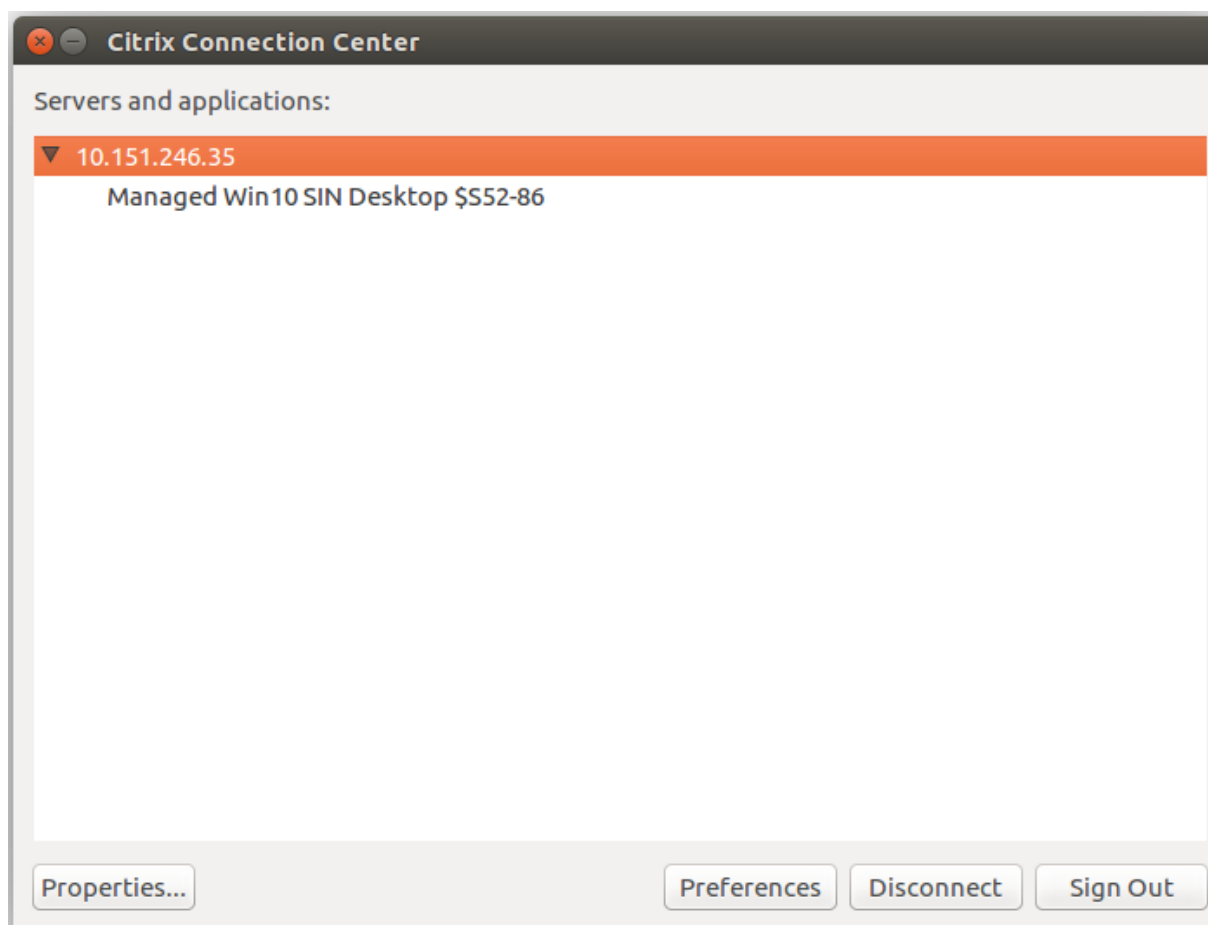 Citrix Connection Center
Servers and applications:
10.151.246.35
Managed Win10 SIN Desktop $S52-86
Properties... Preferences Disconnect Sign Out